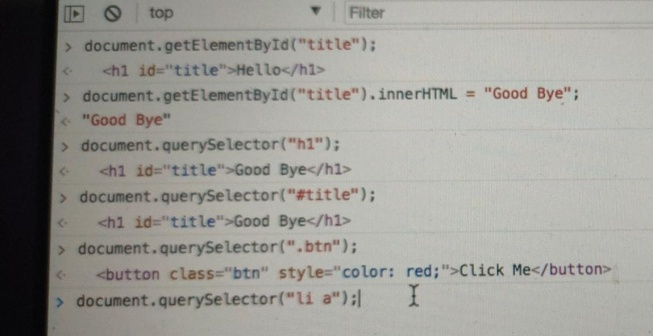 top ▼ Filter
> document.getElementById("title");
<· <h1 id="title">Hello</h1>
> document.getElementById("title").innerHTML = "Good Bye";
<· "Good Bye"
> document.querySelector("h1");
<· <h1 id="title">Good Bye</h1>
> document.querySelector("#title");
<· <h1 id="title">Good Bye</h1>
> document.querySelector(".btn");
<· <button class="btn" style="color: red;">Click Me</button>
> document.querySelector("li a");